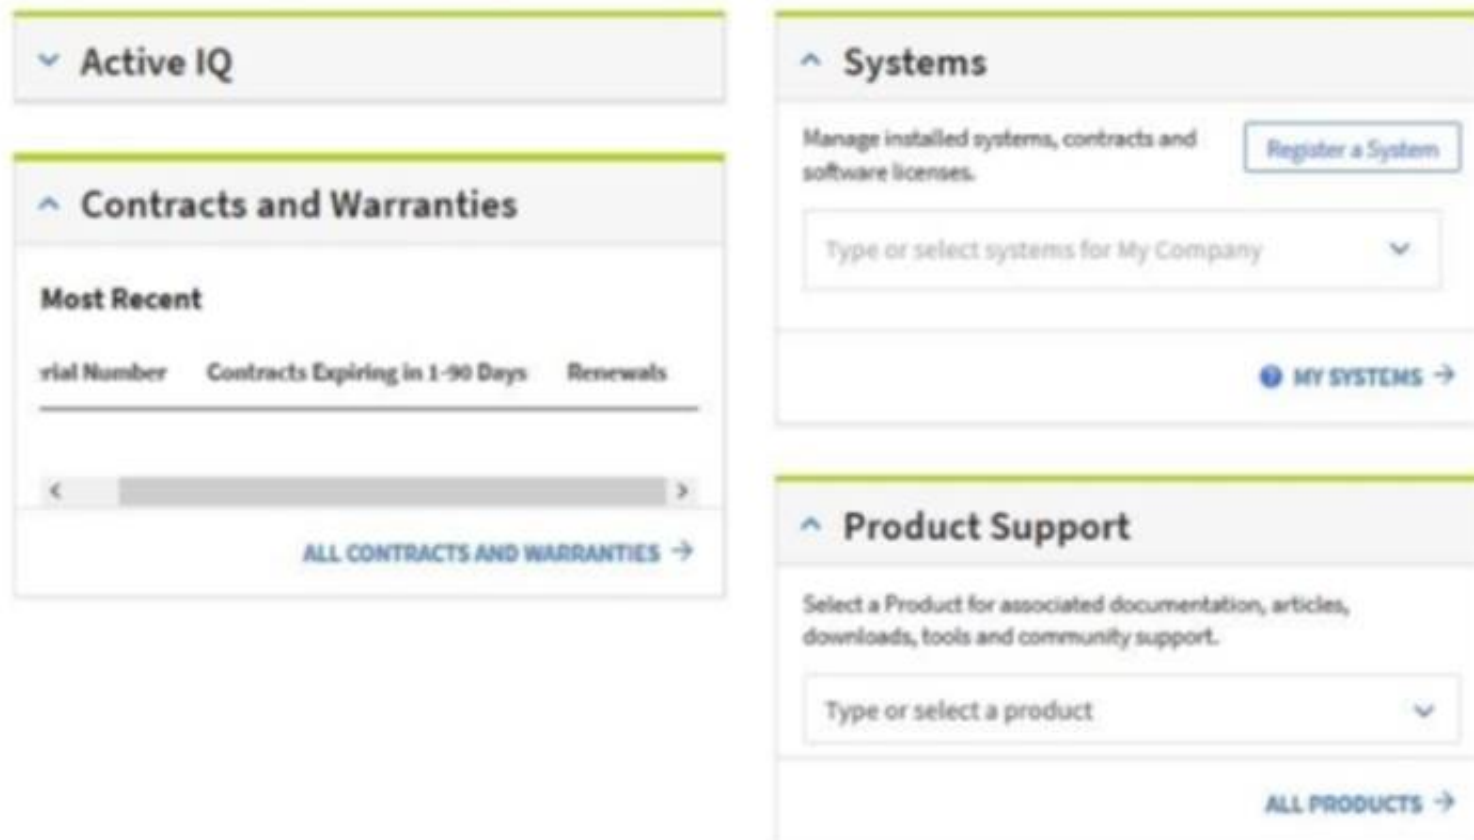 Active IQ
Contracts and Warranties
Most Recent
rial Number Contracts Expiring in 1-90 Days Renewals
ALL CONTRACTS AND WARRANTIES →
Systems
Manage installed systems, contracts and
software licenses.
Register a System
Type or select systems for My Company
? MY SYSTEMS →
Product Support
Select a Product for associated documentation, articles,
downloads, tools and community support.
Type or select a product
ALL PRODUCTS →